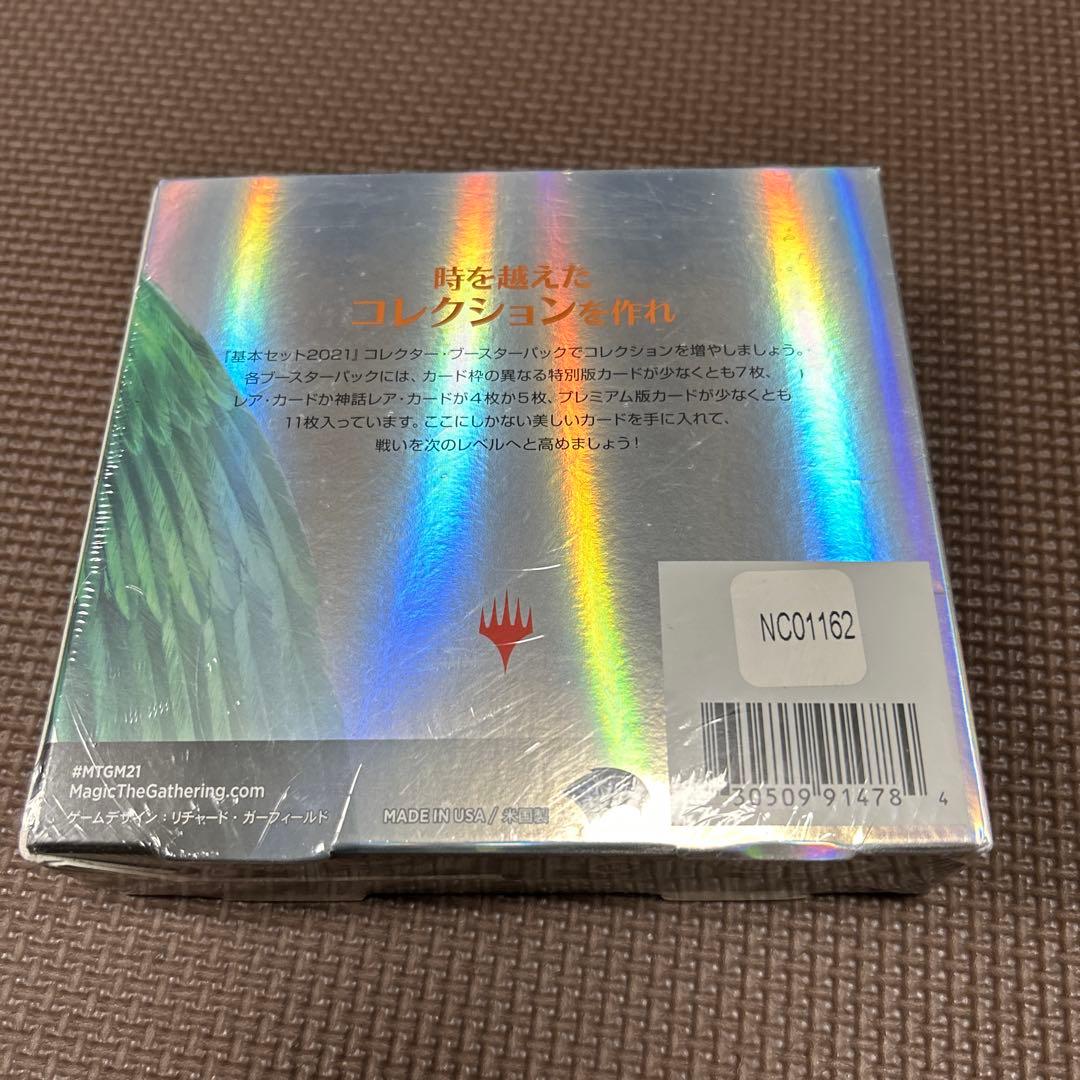 時を越えた
コレクションを作れ
『基本セット2021』コレクター・ブースターパックでコレクションを増やしましょう。
各ブースターパックには、カード枠の異なる特別版カードが少なくとも7枚、
レア・カードか神話レア・カードが4枚か5枚、プレミアム版カードが少なくとも
11枚入っています。ここにしかない美しいカードを手に入れて、
戦いを次のレベルへと高めましょう!
NC01162
#MTGM21
MagicTheGathering.com
ゲームデザイン:リチャード・ガーフィールド
MADE IN USA / 米国製
30509 91478 4